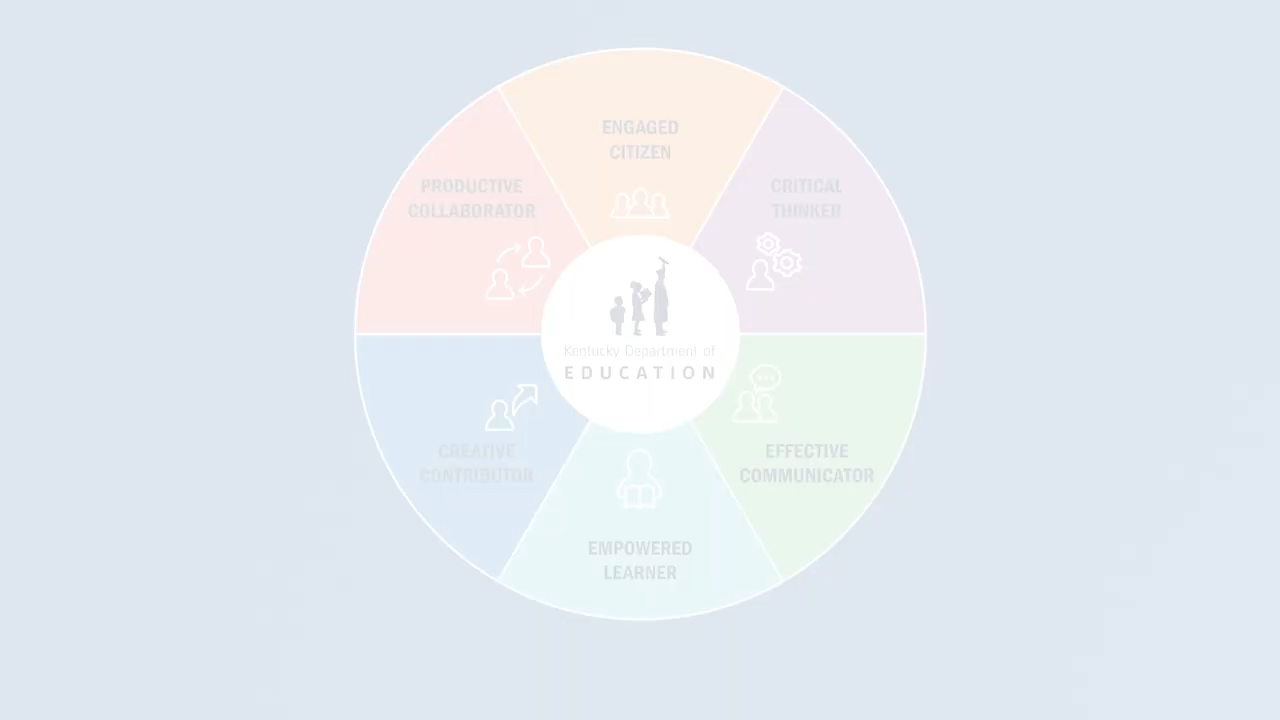 ENGAGED
CITIZEN
PRODUCTIVE
COLLABORATOR
CRITICAL
THINKER
Kentucky Department of
EDUCATION
CREATIVE
CONTRIBUTOR
EFFECTIVE
COMMUNICATOR
EMPOWERED
LEARNER